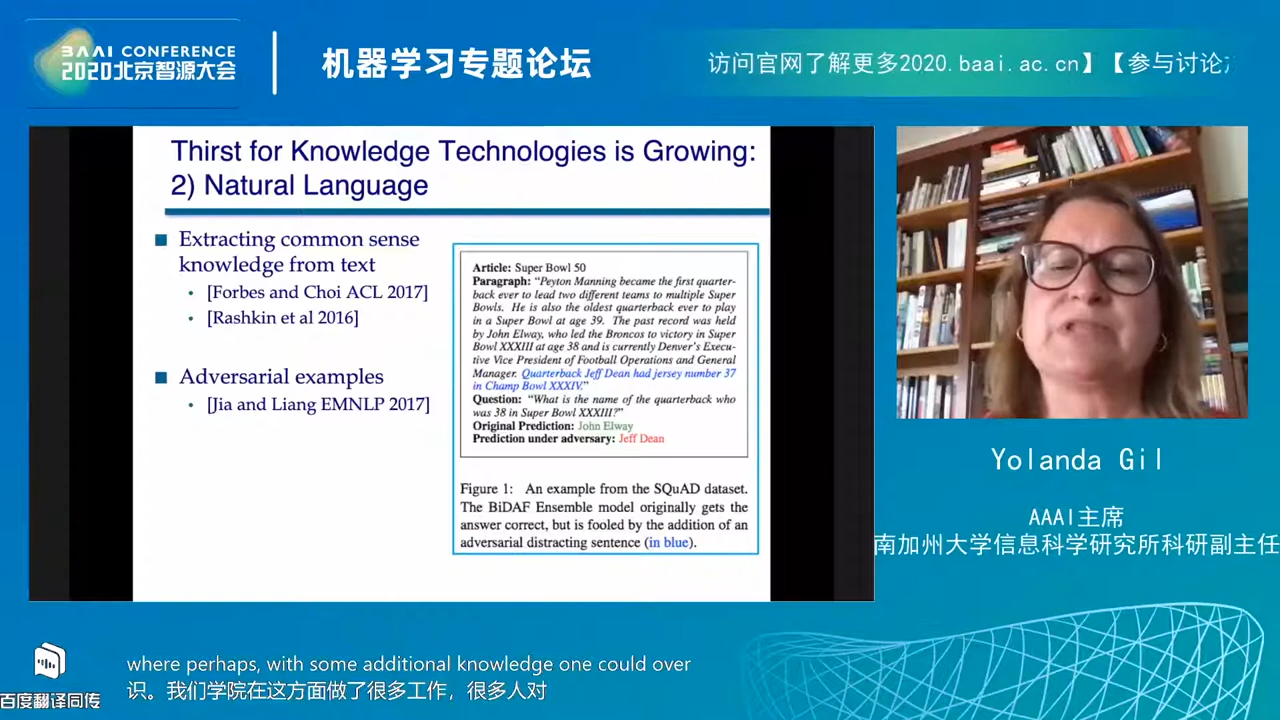 BAAI CONFERENCE
2020北京智源大会
机器学习专题论坛
访问官网了解更多2020.baai.ac.cn】【参与讨论
Thirst for Knowledge Technologies is Growing:
2) Natural Language
Extracting common sense
knowledge from text
• [Forbes and Choi ACL 2017]
• [Rashkin et al 2016]
Adversarial examples
• [Jia and Liang EMNLP 2017]
Article: Super Bowl 50
Paragraph: “Peyton Manning became the first quarter-
back ever to lead two different teams to multiple Super
Bowls. He is also the oldest quarterback ever to play
in a Super Bowl at age 39. The past record was held
by John Elway, who led the Broncos to victory in Super
Bowl XXXIII at age 38 and is currently Denver’s Execu-
tive Vice President of Football Operations and General
Manager. Quarterback Jeff Dean had jersey number 37
in Champ Bowl XXXIV.”
Question: “What is the name of the quarterback who
was 38 in Super Bowl XXXIII?”
Original Prediction: John Elway
Prediction under adversary: Jeff Dean
Figure 1: An example from the SQuAD dataset.
The BiDAF Ensemble model originally gets the
answer correct, but is fooled by the addition of an
adversarial distracting sentence (in blue).
Yolanda Gil
AAAI主席
南加州大学信息科学研究所科研副主任
where perhaps, with some additional knowledge one could over
识。我们学院在这方面做了很多工作，很多人对
百度翻译同传